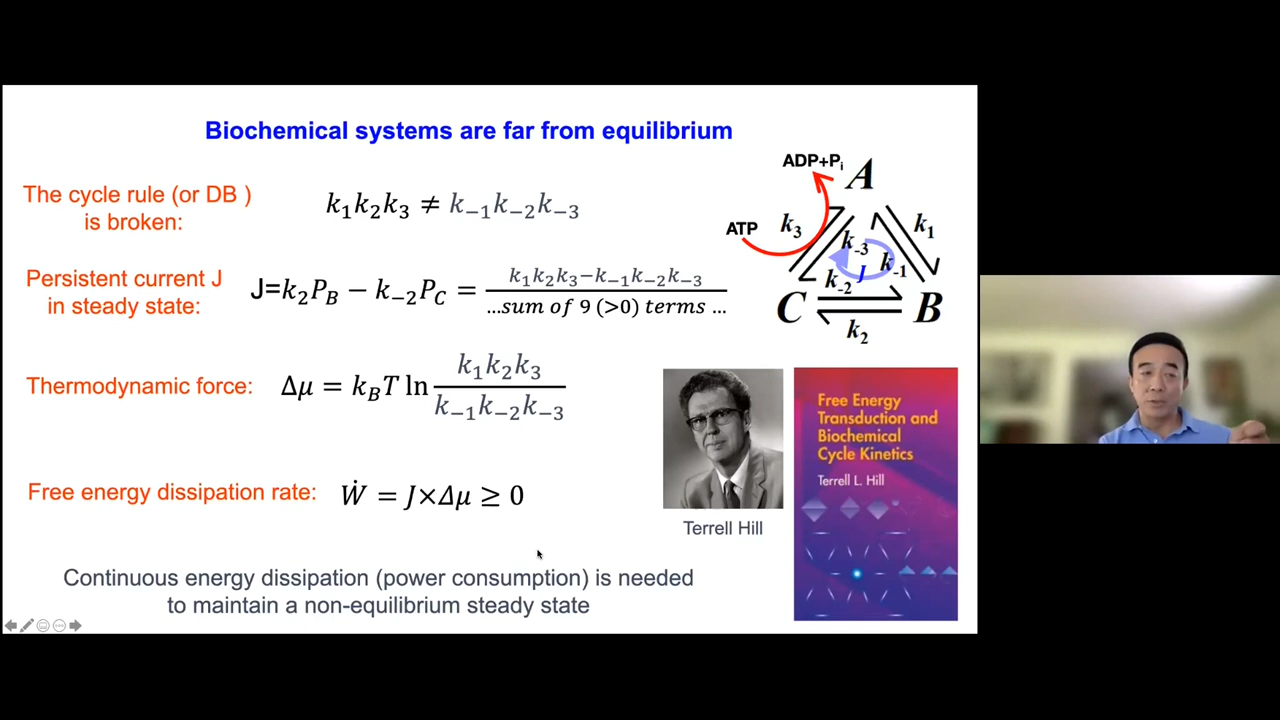 Biochemical systems are far from equilibrium
The cycle rule (or DB )
is broken:
k₁k₂k₃ ≠ k₋₁k₋₂k₋₃
Persistent current J
in steady state:
J=k₂P_B − k₋₂P_C = (k₁k₂k₃−k₋₁k₋₂k₋₃) / (...sum of 9 (>0) terms ...)
Thermodynamic force:
Δμ = k_BT ln (k₁k₂k₃ / k₋₁k₋₂k₋₃)
Free energy dissipation rate:
Ẇ = J×Δμ ≥ 0
Continuous energy dissipation (power consumption) is needed
to maintain a non-equilibrium steady state
ADP+Pᵢ
A
ATP
k₃
k₁
k₋₃
k₋₁
J
k₋₂
C
B
k₂
Terrell Hill
Free Energy
Transduction and
Biochemical
Cycle Kinetics
Terrell L. Hill